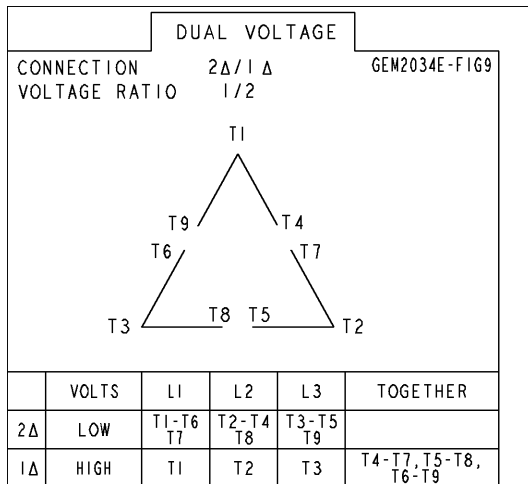 DUAL VOLTAGE
CONNECTION 2Δ/1Δ GEM2034E-FIG9
VOLTAGE RATIO 1/2
T1
T9 T4
T6 T7
T3 T8 T5 T2
VOLTS L1 L2 L3 TOGETHER
2Δ LOW T1-T6 T7 T2-T4 T8 T3-T5 T9
1Δ HIGH T1 T2 T3 T4-T7, T5-T8, T6-T9